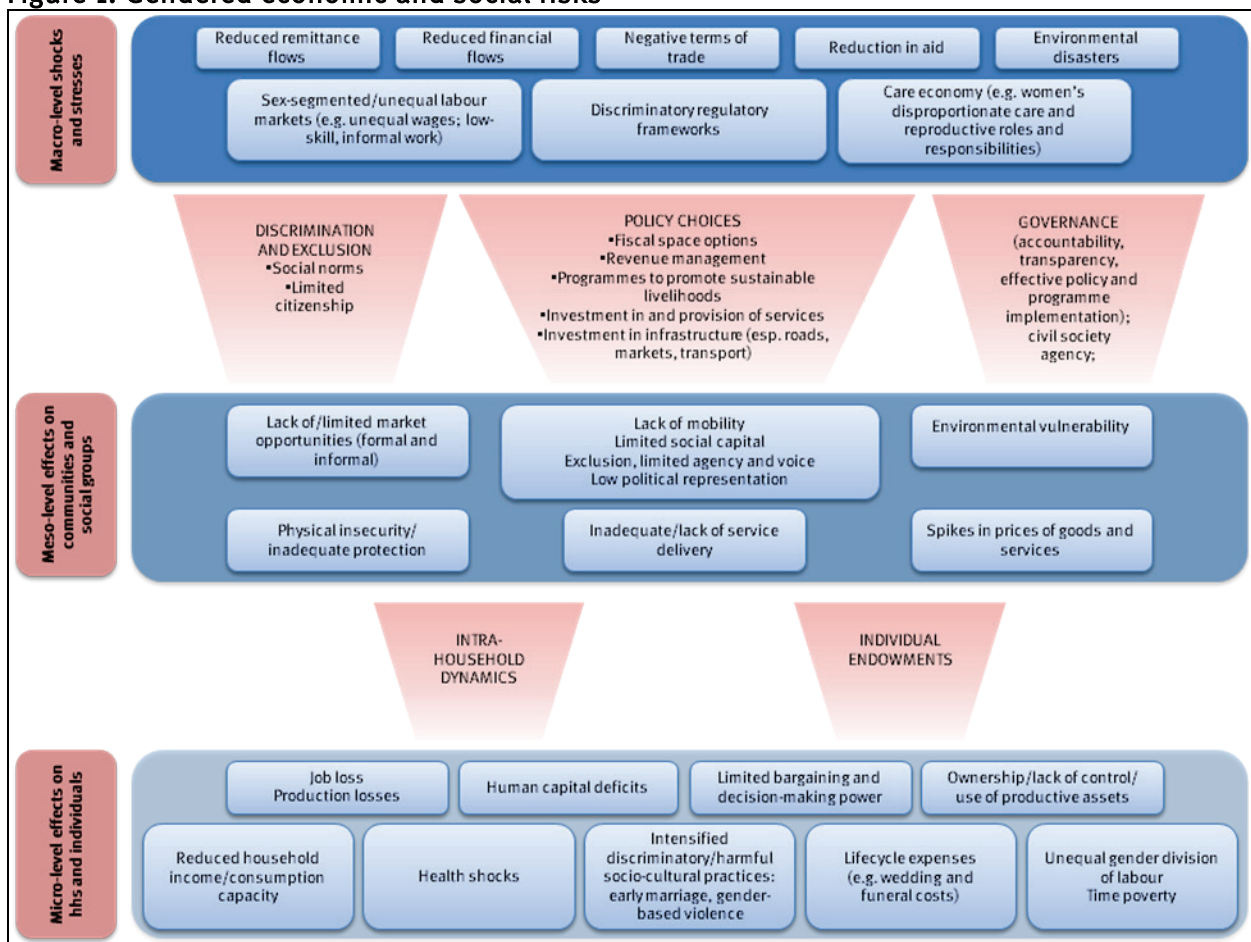 Figure 1: Gendered economic and social risks
Macro-level shocks
and stresses
Reduced remittance
flows
Reduced financial
flows
Negative terms of
trade
Reduction in aid
Environmental
disasters
Sex-segmented/unequal labour
markets (e.g. unequal wages; low-
skill, informal work)
Discriminatory regulatory
frameworks
Care economy (e.g. women's
disproportionate care and
reproductive roles and
responsibilities)
DISCRIMINATION
AND EXCLUSION
▪Social norms
▪Limited
citizenship
POLICY CHOICES
▪Fiscal space options
▪Revenue management
▪Programmes to promote sustainable
livelihoods
▪Investment in and provision of services
▪Investment in infrastructure (esp. roads,
markets, transport)
GOVERNANCE
(accountability,
transparency,
effective policy and
programme
implementation);
civil society
agency;
Meso-level effects on
communities and
social groups
Lack of/limited market
opportunities (formal and
informal)
Lack of mobility
Limited social capital
Exclusion, limited agency and voice
Low political representation
Environmental vulnerability
Physical insecurity/
inadequate protection
Inadequate/lack of service
delivery
Spikes in prices of goods and
services
INTRA-
HOUSEHOLD
DYNAMICS
INDIVIDUAL
ENDOWMENTS
Micro-level effects on
hhs and individuals
Job loss
Production losses
Human capital deficits
Limited bargaining and
decision-making power
Ownership/lack of control/
use of productive assets
Reduced household
income/consumption
capacity
Health shocks
Intensified
discriminatory/harmful
socio-cultural practices:
early marriage, gender-
based violence
Lifecycle expenses
(e.g. wedding and
funeral costs)
Unequal gender division
of labour
Time poverty